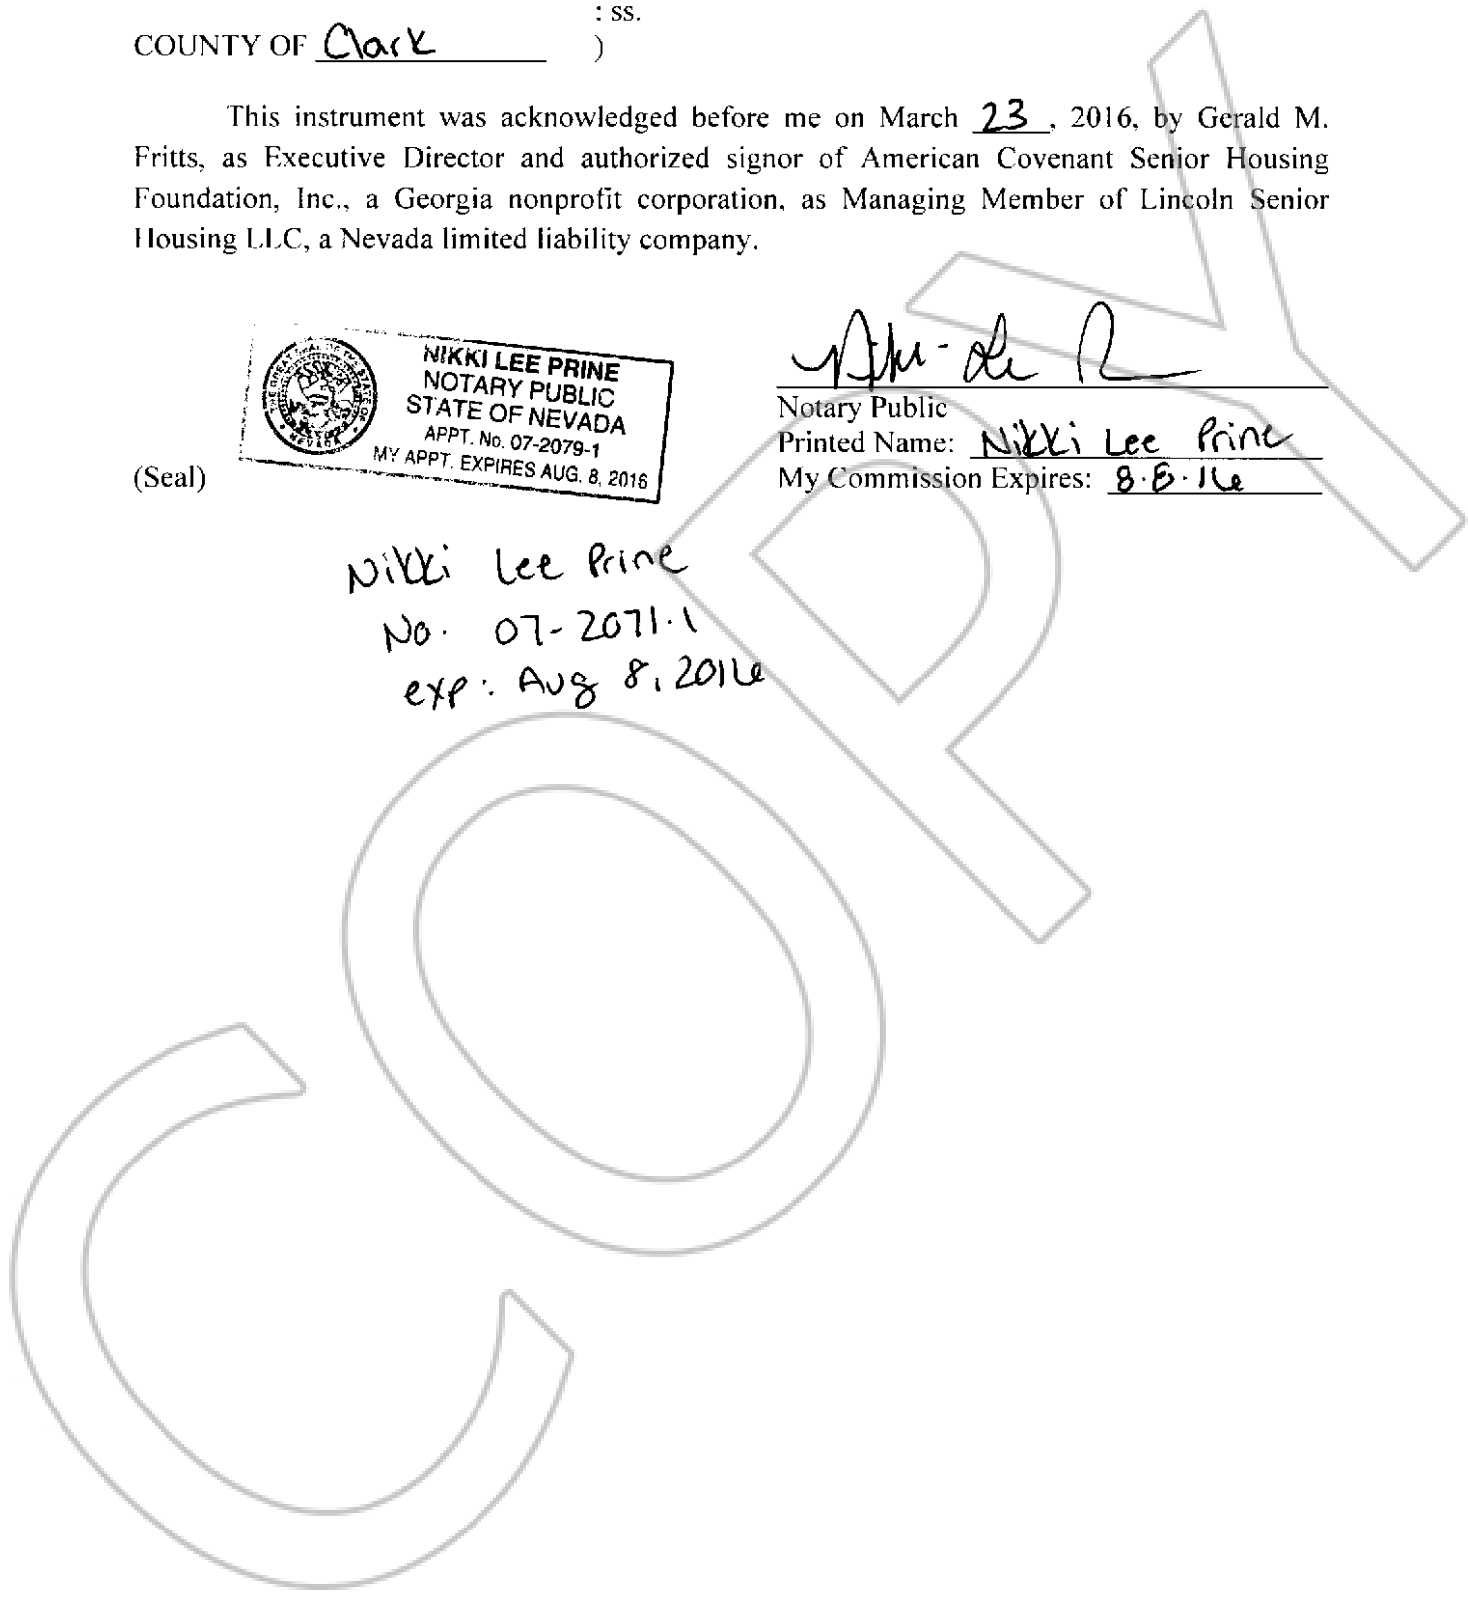 : ss.
COUNTY OF Clark )
This instrument was acknowledged before me on March 23, 2016, by Gerald M.
Fritts, as Executive Director and authorized signor of American Covenant Senior Housing
Foundation, Inc., a Georgia nonprofit corporation, as Managing Member of Lincoln Senior
Housing LLC, a Nevada limited liability company.
NIKKI LEE PRINE
NOTARY PUBLIC
STATE OF NEVADA
APPT. No. 07-2079-1
MY APPT. EXPIRES AUG. 8, 2016
(Seal)
Notary Public
Printed Name: Nikki Lee Prine
My Commission Expires: 8.8.16
Nikki Lee Prine
No. 07-2071.1
exp: Aug 8, 2016
COPY